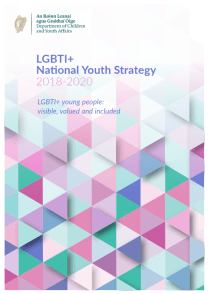 An Roinn Leanaí
agus Gnóthaí Óige
Department of Children
and Youth Affairs
LGBTI+
National Youth Strategy
2018-2020
LGBTI+ young people:
visible, valued and included